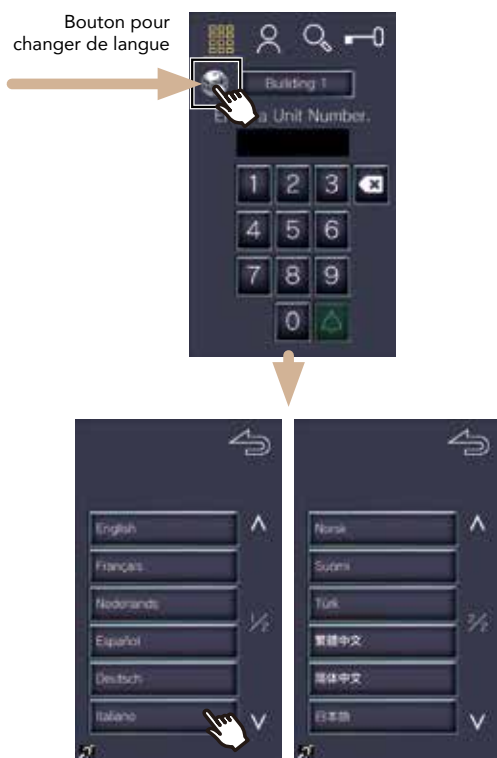 Bouton pour
changer de langue
Building 1
a Unit Number.
1 2 3
4 5 6
7 8 9
0
English
Français
Nederlands
Español
Deutsch
Italiano
1/2
Norsk
Suomi
Türk
繁體中文
简体中文
日本語
2/2